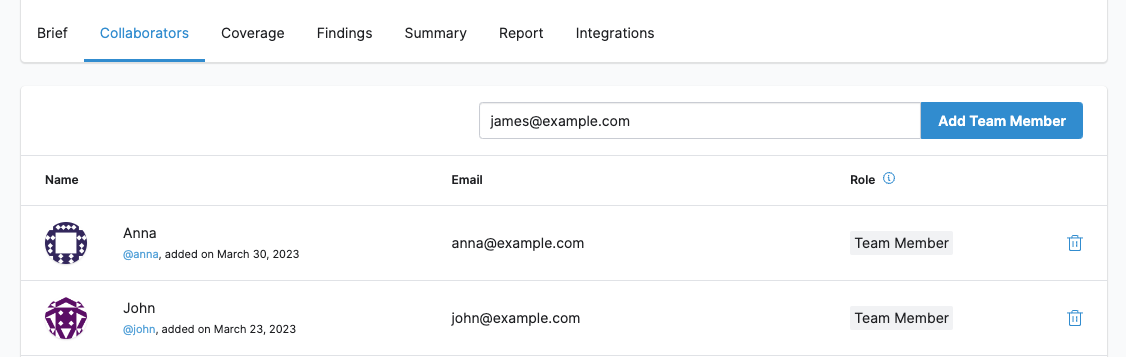 Brief Collaborators Coverage Findings Summary Report Integrations
james@example.com Add Team Member
Name Email Role
Anna
@anna, added on March 30, 2023
anna@example.com
Team Member
John
@john, added on March 23, 2023
john@example.com
Team Member